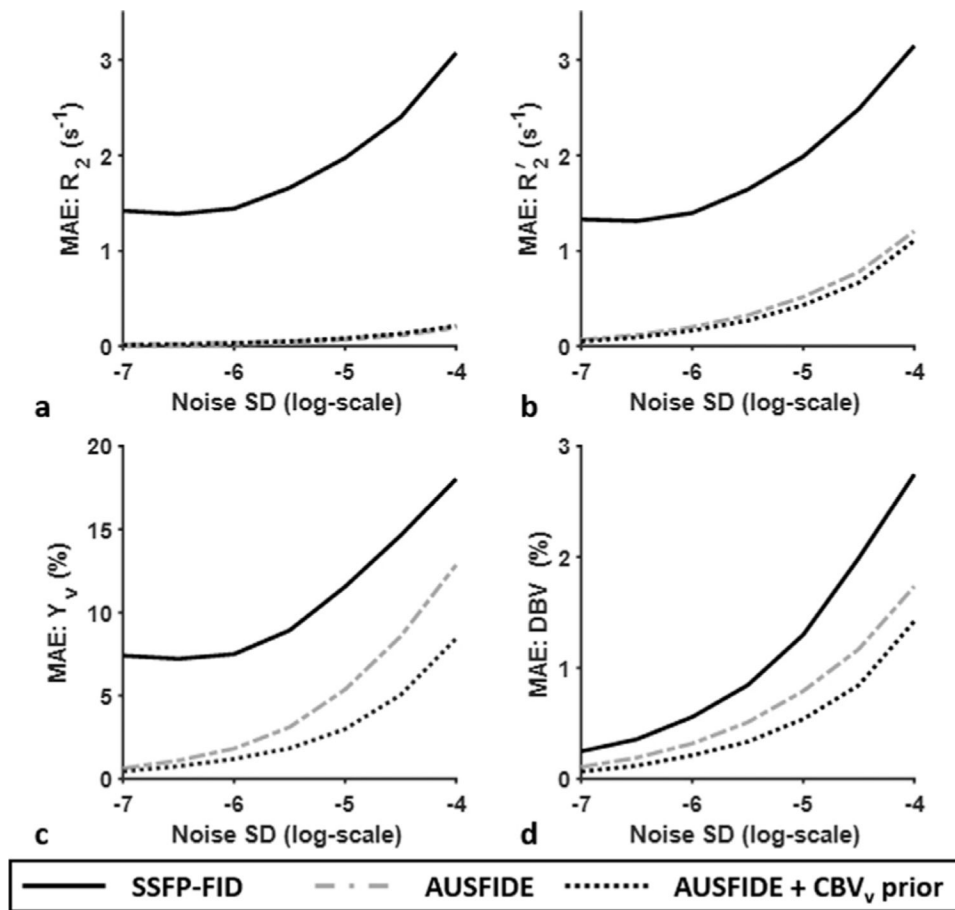 MAE: R2 (s-1)
3
2
1
0
-7 -6 -5 -4
Noise SD (log-scale)
a
MAE: R2′ (s-1)
3
2
1
0
-7 -6 -5 -4
Noise SD (log-scale)
b
MAE: Yv (%)
20
15
10
5
0
-7 -6 -5 -4
Noise SD (log-scale)
c
MAE: DBV (%)
3
2
1
0
-7 -6 -5 -4
Noise SD (log-scale)
d
SSFP-FID AUSFIDE AUSFIDE + CBVv prior